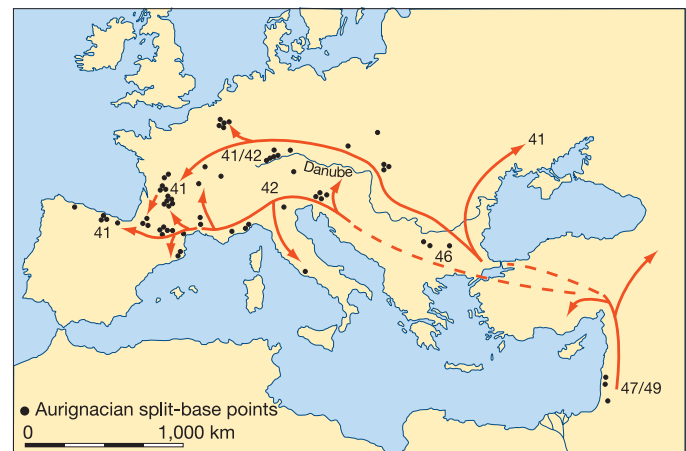 41
41/42
Danube
41
42
41
46
47/49
● Aurignacian split-base points
0 1,000 km